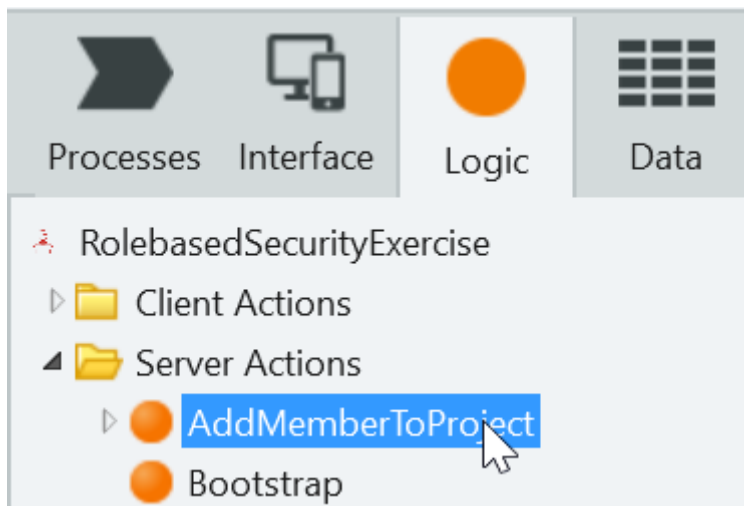 Processes Interface Logic Data
RolebasedSecurityExercise
Client Actions
Server Actions
AddMemberToProject
Bootstrap